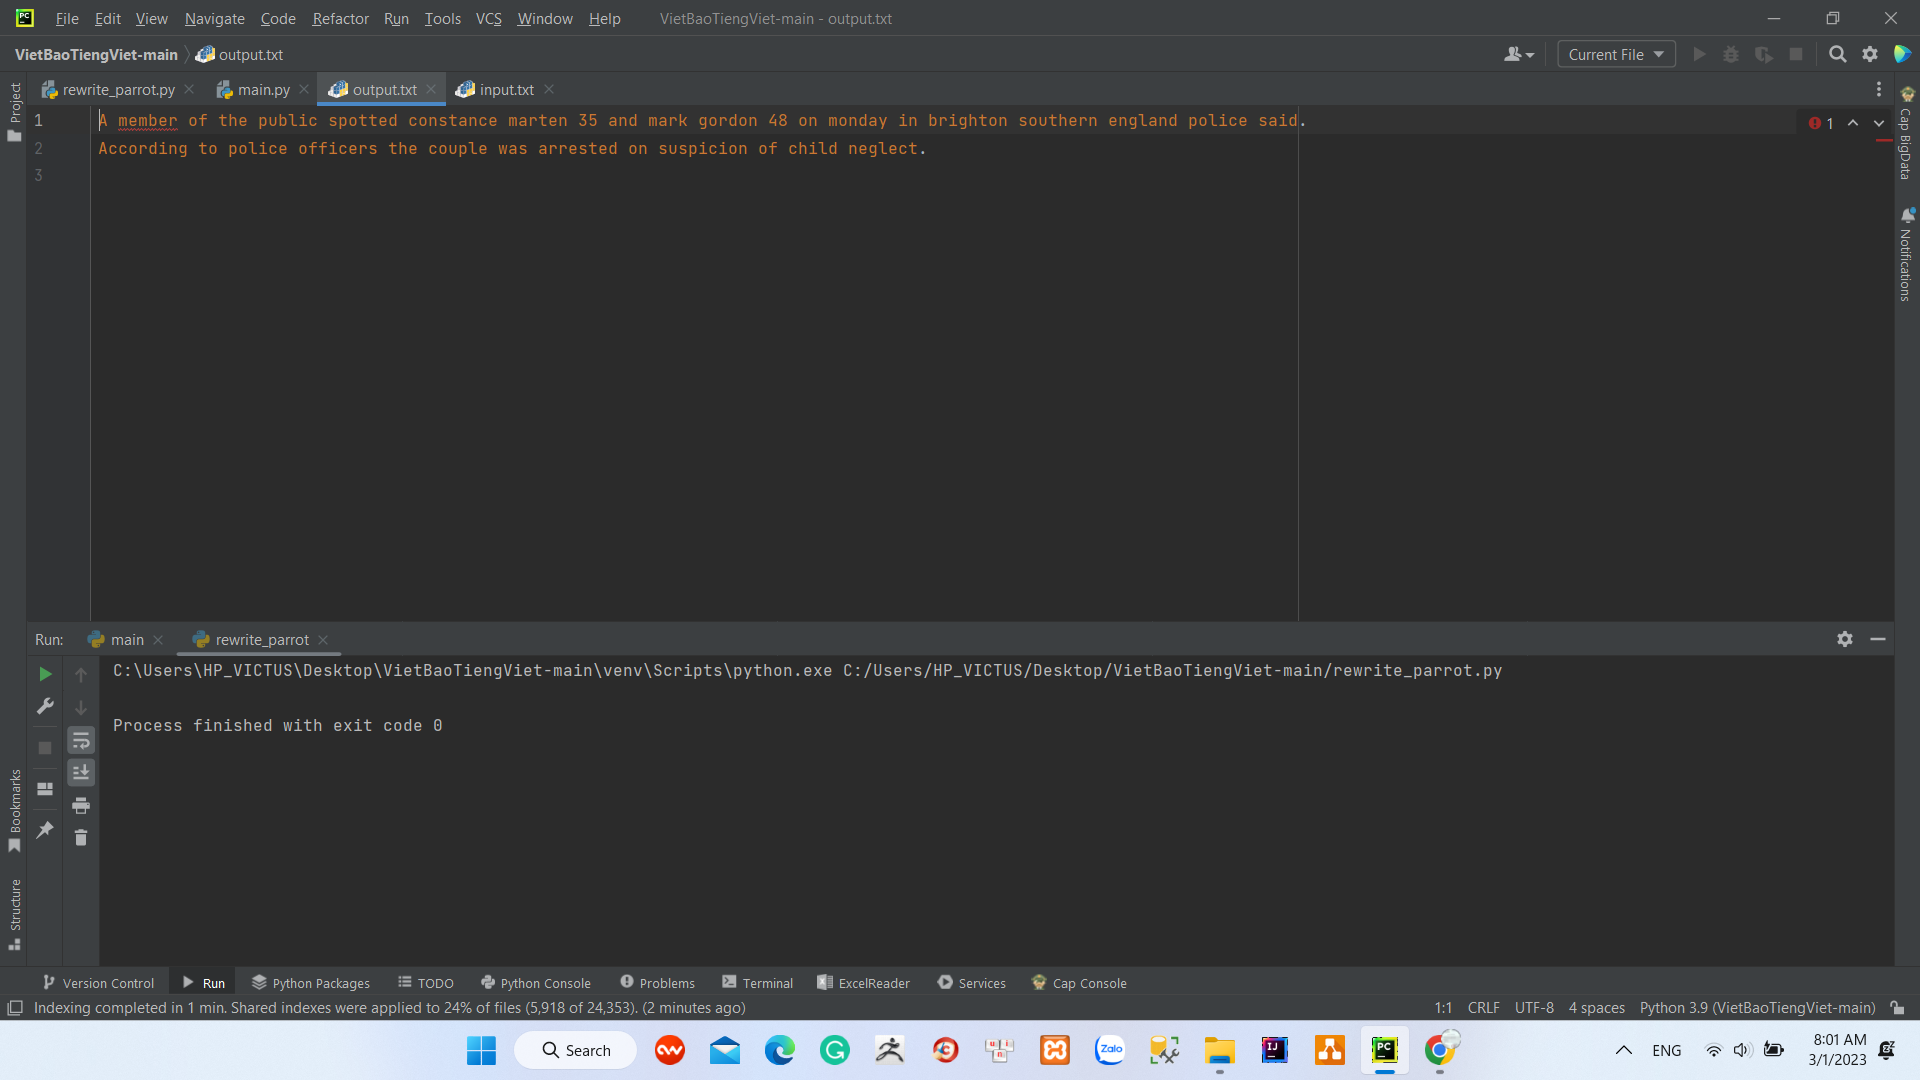 File Edit View Navigate Code Refactor Run Tools VCS Window Help VietBaoTiengViet-main - output.txt
VietBaoTiengViet-main output.txt Current File
rewrite_parrot.py main.py output.txt input.txt
Project
1 A member of the public spotted constance marten 35 and mark gordon 48 on monday in brighton southern england police said.
1
2 According to police officers the couple was arrested on suspicion of child neglect.
3
Cap BigData
Notifications
Run: main rewrite_parrot
C:\Users\HP_VICTUS\Desktop\VietBaoTiengViet-main\venv\Scripts\python.exe C:/Users/HP_VICTUS/Desktop/VietBaoTiengViet-main/rewrite_parrot.py
Process finished with exit code 0
Bookmarks
Structure
Version Control Run Python Packages TODO Python Console Problems Terminal ExcelReader Services Cap Console
Indexing completed in 1 min. Shared indexes were applied to 24% of files (5,918 of 24,353). (2 minutes ago) 1:1 CRLF UTF-8 4 spaces Python 3.9 (VietBaoTiengViet-main)
Search Zalo IJ PC ENG 8:01 AM
3/1/2023